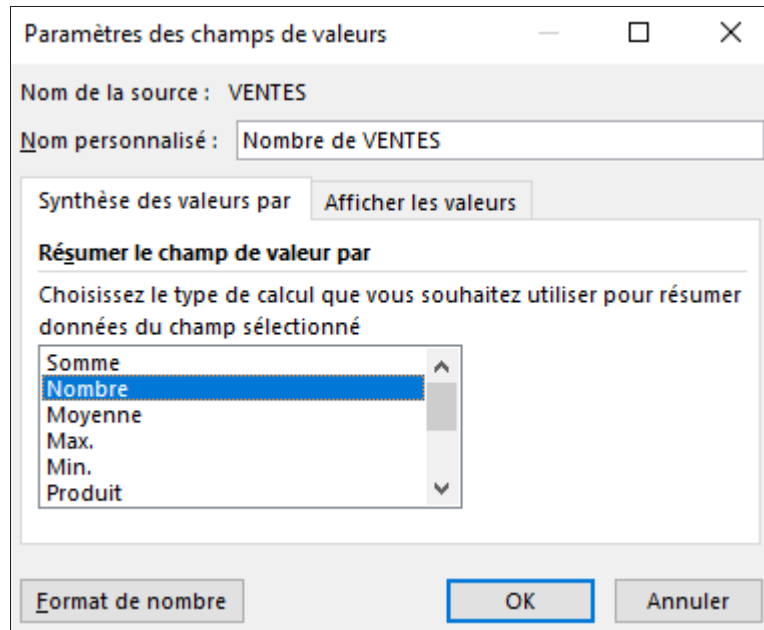 Paramètres des champs de valeurs
Nom de la source : VENTES
Nom personnalisé : Nombre de VENTES
Synthèse des valeurs par Afficher les valeurs
Résumer le champ de valeur par
Choisissez le type de calcul que vous souhaitez utiliser pour résumer
données du champ sélectionné
Somme
Nombre
Moyenne
Max.
Min.
Produit
Format de nombre OK Annuler